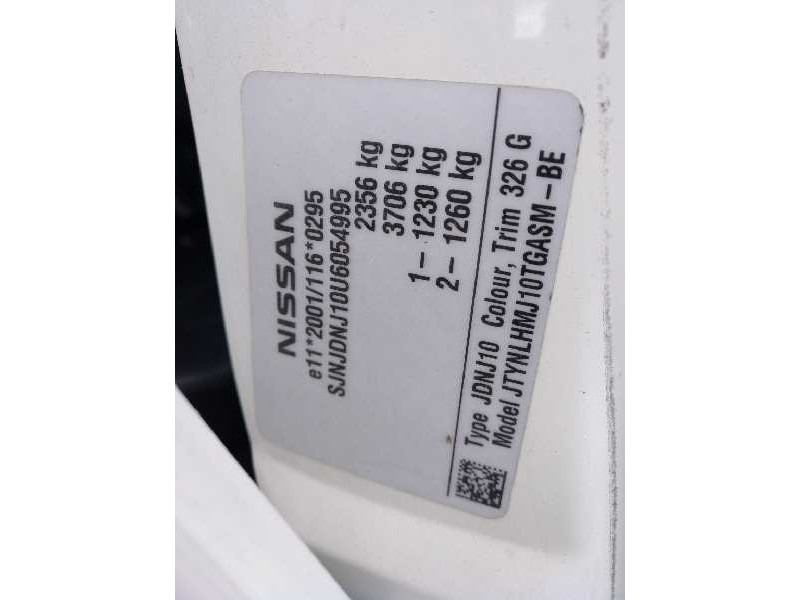 NISSAN
e11*2001/116*0295
SJNJDNJ10U6054995
2356 kg
3706 kg
1– 1230 kg
2– 1260 kg
Type JDNJ10 Colour, Trim 326 G
Model JTYNLHMJ10TGASM – BE